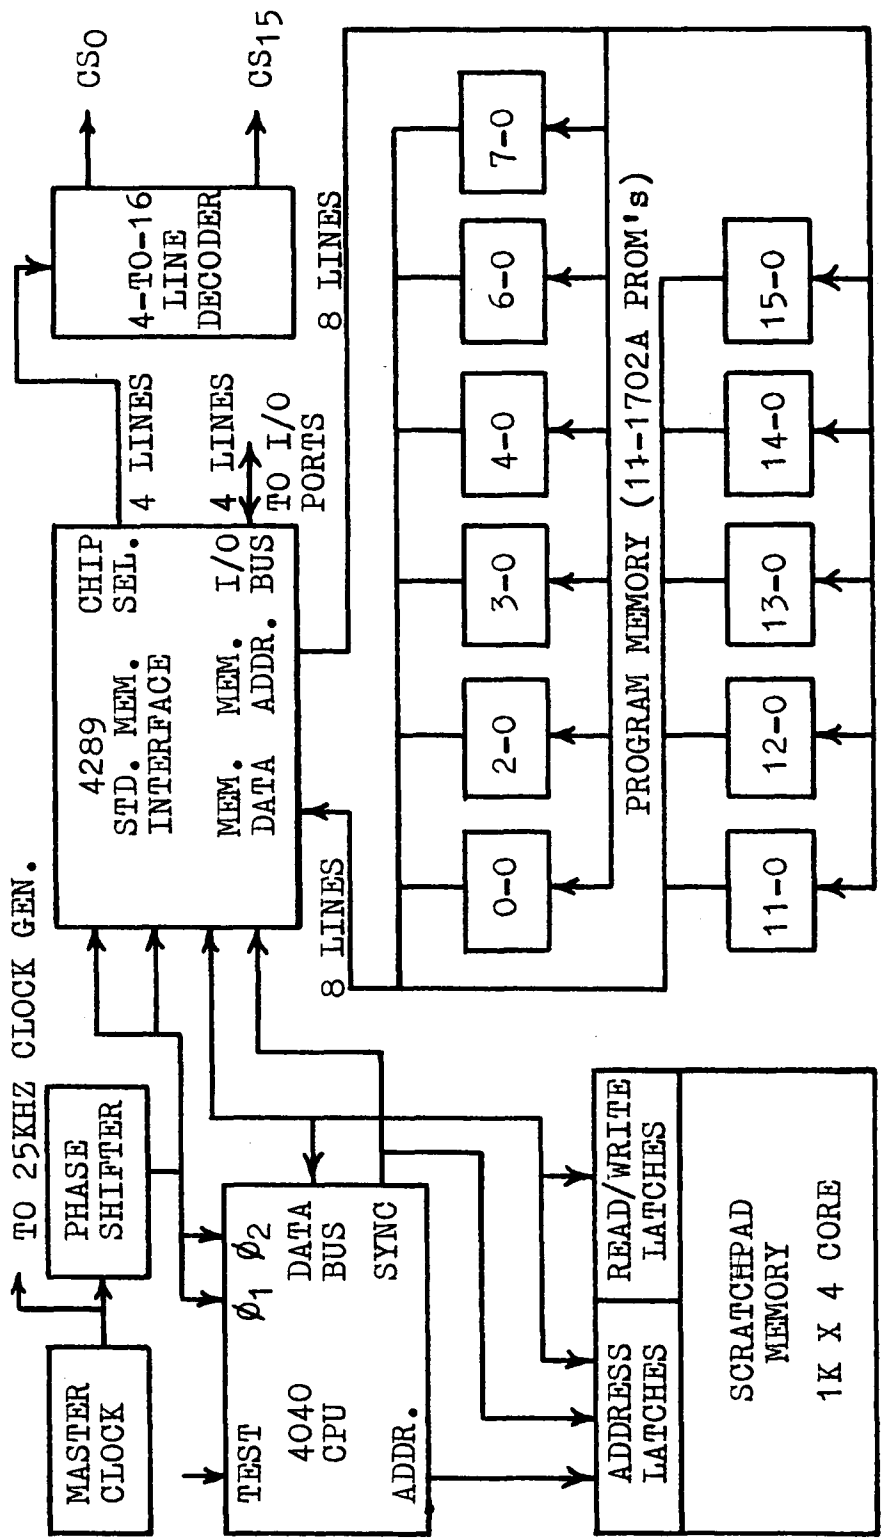 TO 25KHZ CLOCK GEN.
MASTER
CLOCK
PHASE
SHIFTER
TEST
Ø1 Ø2
4040
CPU
DATA
BUS
SYNC
ADDR.
4289
STD. MEM.
INTERFACE
CHIP
SEL.
MEM.
DATA
MEM.
ADDR.
I/O
BUS
4 LINES
4 LINES
TO I/O
PORTS
4-TO-16
LINE
DECODER
CS0
CS15
8 LINES
8 LINES
0-0
2-0
3-0
4-0
6-0
7-0
PROGRAM MEMORY (11-1702A PROM's)
11-0
12-0
13-0
14-0
15-0
ADDRESS
LATCHES
READ/WRITE
LATCHES
SCRATCHPAD
MEMORY
1K X 4 CORE